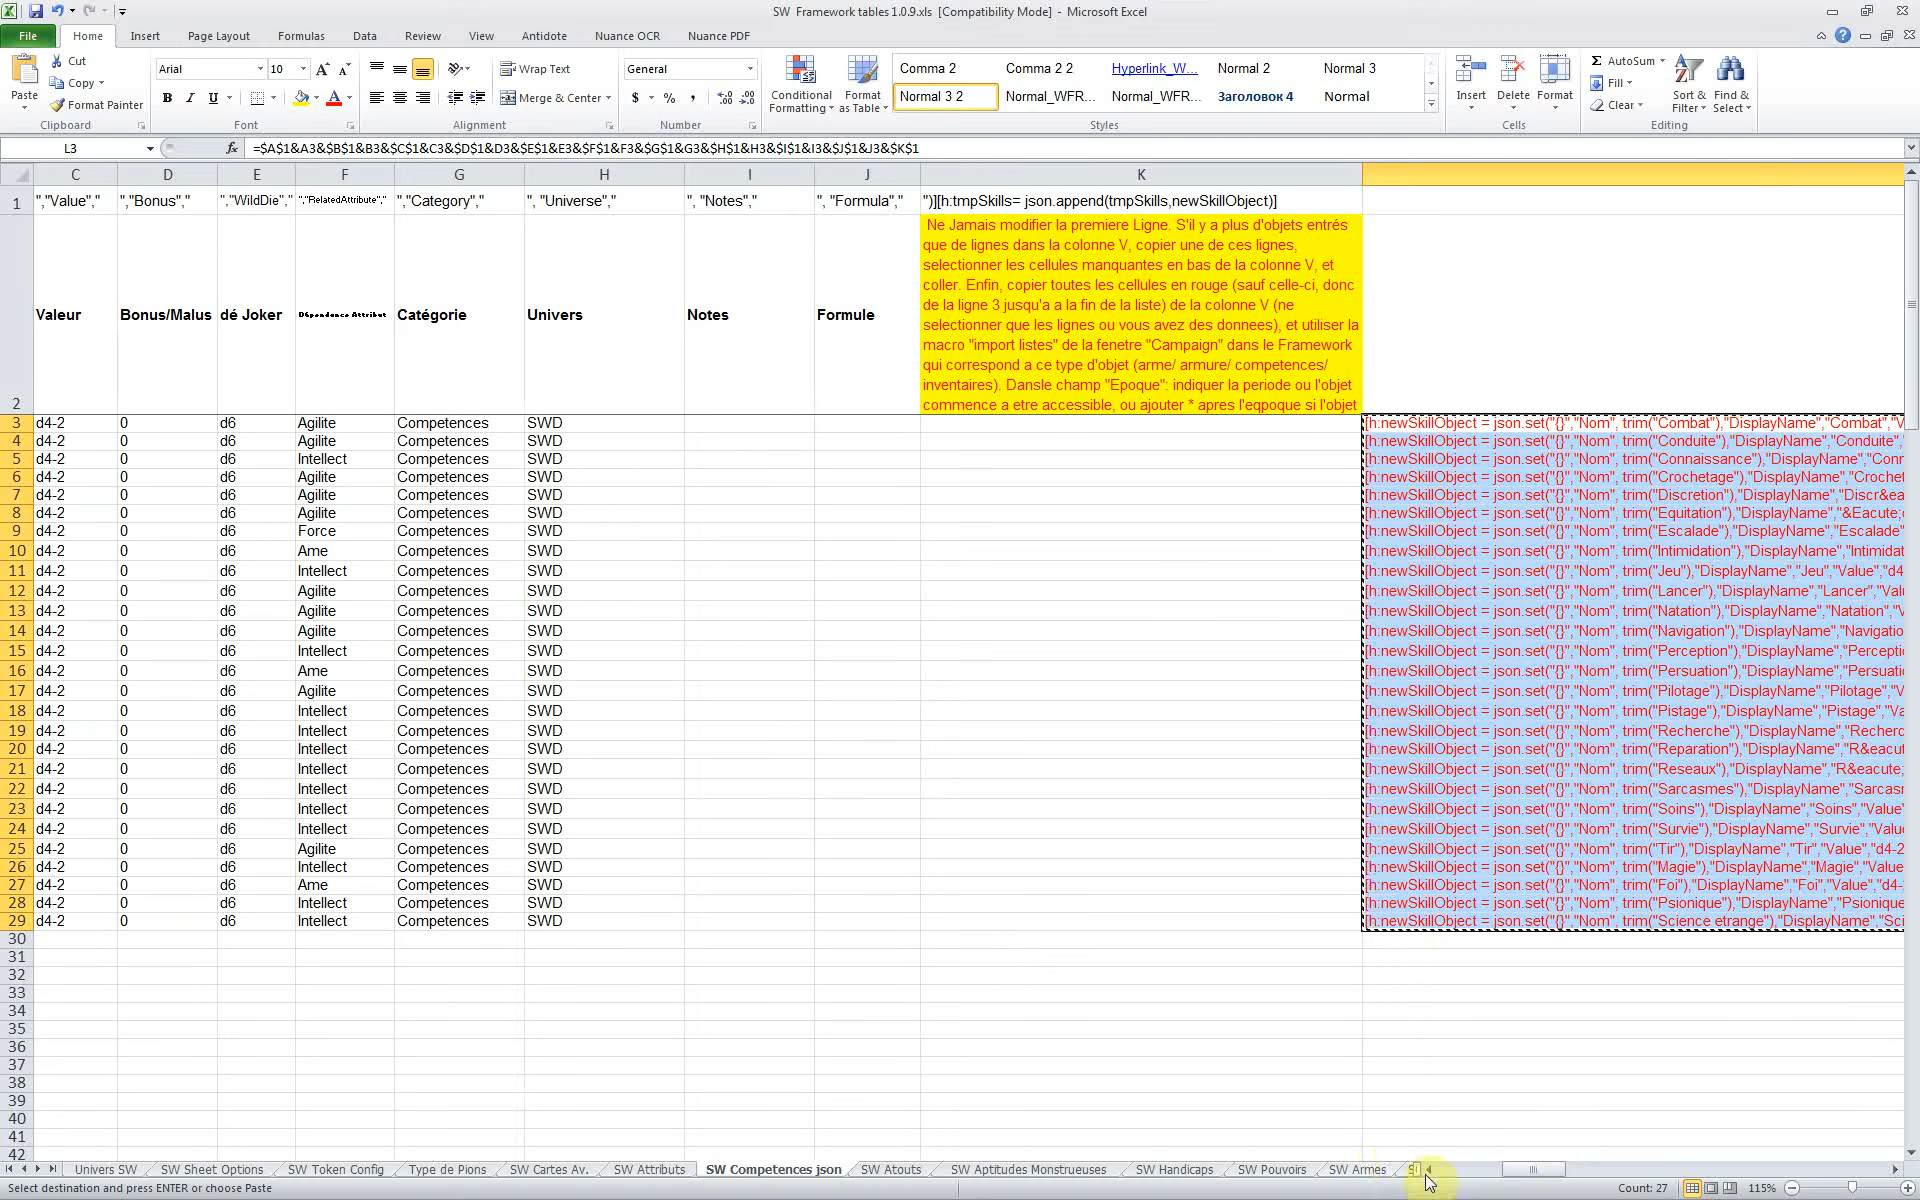 SW Framework tables 1.0.9.xls [Compatibility Mode] - Microsoft Excel
File Home Insert Page Layout Formulas Data Review View Antidote Nuance OCR Nuance PDF
Paste Cut Copy Format Painter
Clipboard
Arial 10
B I U
Font
Wrap Text
Merge & Center
Alignment
General
$ % ,
Number
Conditional Formatting Format as Table
Comma 2 Comma 2 2 Hyperlink_W... Normal 2 Normal 3
Normal 3 2 Normal_WFR... Normal_WFR... Заголовок 4 Normal
Styles
Insert Delete Format
Cells
AutoSum Fill Clear Sort & Filter Find & Select
Editing
L3 fx =$A$1&A3&$B$1&B3&$C$1&C3&$D$1&D3&$E$1&E3&$F$1&F3&$G$1&G3&$H$1&H3&$I$1&I3&$J$1&J3&$K$1
C D E F G H I J K
1 ","Value"," ","Bonus"," ","WildDie"," ","RelatedAttribute"," ","Category"," ", "Universe"," ", "Notes"," ", "Formula"," ")][h:tmpSkills= json.append(tmpSkills,newSkillObject)]
Ne Jamais modifier la premiere Ligne. S'il y a plus d'objets entrés
que de lignes dans la colonne V, copier une de ces lignes,
selectionner les cellules manquantes en bas de la colonne V, et
coller. Enfin, copier toutes les cellules en rouge (sauf celle-ci, donc
de la ligne 3 jusqu'a a la fin de la liste) de la colonne V (ne
selectionner que les lignes ou vous avez des donnees), et utiliser la
macro "import listes" de la fenetre "Campaign" dans le Framework
qui correspond a ce type d'objet (arme/ armure/ competences/
inventaires). Dansle champ "Epoque": indiquer la periode ou l'objet
commence a etre accessible, ou ajouter * apres l'eqpoque si l'objet
2 Valeur Bonus/Malus dé Joker Dépendance Attribut Catégorie Univers Notes Formule
3 d4-2 0 d6 Agilite Competences SWD [h:newSkillObject = json.set("{}","Nom", trim("Combat"),"DisplayName","Combat","V
4 d4-2 0 d6 Agilite Competences SWD [h:newSkillObject = json.set("{}","Nom", trim("Conduite"),"DisplayName","Conduite",
5 d4-2 0 d6 Intellect Competences SWD [h:newSkillObject = json.set("{}","Nom", trim("Connaissance"),"DisplayName","Conn
6 d4-2 0 d6 Agilite Competences SWD [h:newSkillObject = json.set("{}","Nom", trim("Crochetage"),"DisplayName","Crochet
7 d4-2 0 d6 Agilite Competences SWD [h:newSkillObject = json.set("{}","Nom", trim("Discretion"),"DisplayName","Discr&ea
8 d4-2 0 d6 Agilite Competences SWD [h:newSkillObject = json.set("{}","Nom", trim("Equitation"),"DisplayName","&Eacute;
9 d4-2 0 d6 Force Competences SWD [h:newSkillObject = json.set("{}","Nom", trim("Escalade"),"DisplayName","Escalade"
10 d4-2 0 d6 Ame Competences SWD [h:newSkillObject = json.set("{}","Nom", trim("Intimidation"),"DisplayName","Intimidat
11 d4-2 0 d6 Intellect Competences SWD [h:newSkillObject = json.set("{}","Nom", trim("Jeu"),"DisplayName","Jeu","Value","d4
12 d4-2 0 d6 Agilite Competences SWD [h:newSkillObject = json.set("{}","Nom", trim("Lancer"),"DisplayName","Lancer","Val
13 d4-2 0 d6 Agilite Competences SWD [h:newSkillObject = json.set("{}","Nom", trim("Natation"),"DisplayName","Natation","V
14 d4-2 0 d6 Agilite Competences SWD [h:newSkillObject = json.set("{}","Nom", trim("Navigation"),"DisplayName","Navigatio
15 d4-2 0 d6 Intellect Competences SWD [h:newSkillObject = json.set("{}","Nom", trim("Perception"),"DisplayName","Percepti
16 d4-2 0 d6 Ame Competences SWD [h:newSkillObject = json.set("{}","Nom", trim("Persuation"),"DisplayName","Persuati
17 d4-2 0 d6 Agilite Competences SWD [h:newSkillObject = json.set("{}","Nom", trim("Pilotage"),"DisplayName","Pilotage","V
18 d4-2 0 d6 Intellect Competences SWD [h:newSkillObject = json.set("{}","Nom", trim("Pistage"),"DisplayName","Pistage","Va
19 d4-2 0 d6 Intellect Competences SWD [h:newSkillObject = json.set("{}","Nom", trim("Recherche"),"DisplayName","Recherc
20 d4-2 0 d6 Intellect Competences SWD [h:newSkillObject = json.set("{}","Nom", trim("Reparation"),"DisplayName","R&eacut
21 d4-2 0 d6 Intellect Competences SWD [h:newSkillObject = json.set("{}","Nom", trim("Reseaux"),"DisplayName","R&eacute;
22 d4-2 0 d6 Intellect Competences SWD [h:newSkillObject = json.set("{}","Nom", trim("Sarcasmes"),"DisplayName","Sarcasm
23 d4-2 0 d6 Intellect Competences SWD [h:newSkillObject = json.set("{}","Nom", trim("Soins"),"DisplayName","Soins","Value"
24 d4-2 0 d6 Intellect Competences SWD [h:newSkillObject = json.set("{}","Nom", trim("Survie"),"DisplayName","Survie","Valu
25 d4-2 0 d6 Agilite Competences SWD [h:newSkillObject = json.set("{}","Nom", trim("Tir"),"DisplayName","Tir","Value","d4-2
26 d4-2 0 d6 Intellect Competences SWD [h:newSkillObject = json.set("{}","Nom", trim("Magie"),"DisplayName","Magie","Value
27 d4-2 0 d6 Ame Competences SWD [h:newSkillObject = json.set("{}","Nom", trim("Foi"),"DisplayName","Foi","Value","d4-
28 d4-2 0 d6 Intellect Competences SWD [h:newSkillObject = json.set("{}","Nom", trim("Psionique"),"DisplayName","Psionique
29 d4-2 0 d6 Intellect Competences SWD [h:newSkillObject = json.set("{}","Nom", trim("Science etrange"),"DisplayName","Sci
30
31
32
33
34
35
36
37
38
39
40
41
42
Univers SW SW Sheet Options SW Token Config Type de Pions SW Cartes Av. SW Attributs SW Competences json SW Atouts SW Aptitudes Monstrueuses SW Handicaps SW Pouvoirs SW Armes
Select destination and press ENTER or choose Paste Count: 27 115%